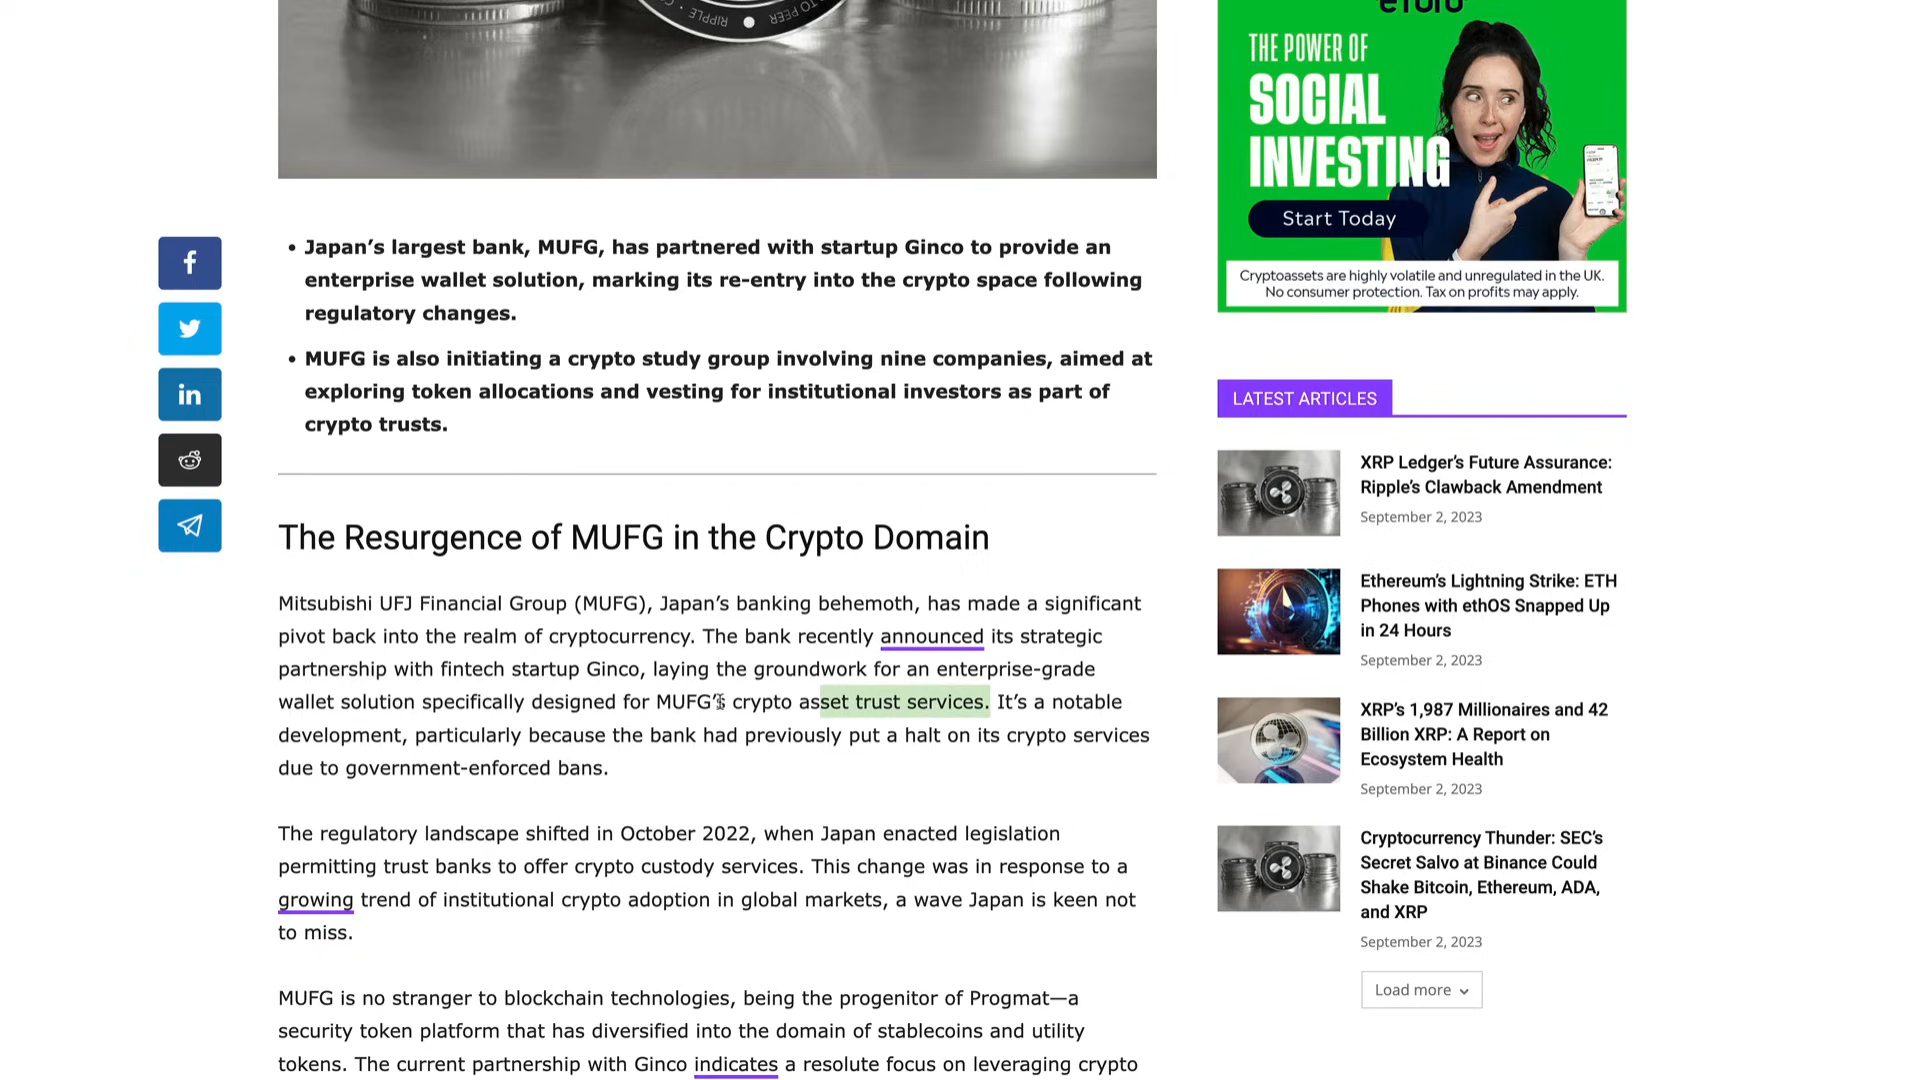 RIPPLE
• Japan’s largest bank, MUFG, has partnered with startup Ginco to provide an
enterprise wallet solution, marking its re-entry into the crypto space following
regulatory changes.
• MUFG is also initiating a crypto study group involving nine companies, aimed at
exploring token allocations and vesting for institutional investors as part of
crypto trusts.
The Resurgence of MUFG in the Crypto Domain
Mitsubishi UFJ Financial Group (MUFG), Japan’s banking behemoth, has made a significant
pivot back into the realm of cryptocurrency. The bank recently announced its strategic
partnership with fintech startup Ginco, laying the groundwork for an enterprise-grade
wallet solution specifically designed for MUFG’s crypto asset trust services. It’s a notable
development, particularly because the bank had previously put a halt on its crypto services
due to government-enforced bans.
The regulatory landscape shifted in October 2022, when Japan enacted legislation
permitting trust banks to offer crypto custody services. This change was in response to a
growing trend of institutional crypto adoption in global markets, a wave Japan is keen not
to miss.
MUFG is no stranger to blockchain technologies, being the progenitor of Progmat—a
security token platform that has diversified into the domain of stablecoins and utility
tokens. The current partnership with Ginco indicates a resolute focus on leveraging crypto
eToro
THE POWER OF
SOCIAL
INVESTING
Start Today
Cryptoassets are highly volatile and unregulated in the UK.
No consumer protection. Tax on profits may apply.
LATEST ARTICLES
XRP Ledger’s Future Assurance:
Ripple’s Clawback Amendment
September 2, 2023
Ethereum’s Lightning Strike: ETH
Phones with ethOS Snapped Up
in 24 Hours
September 2, 2023
XRP’s 1,987 Millionaires and 42
Billion XRP: A Report on
Ecosystem Health
September 2, 2023
Cryptocurrency Thunder: SEC’s
Secret Salvo at Binance Could
Shake Bitcoin, Ethereum, ADA,
and XRP
September 2, 2023
Load more